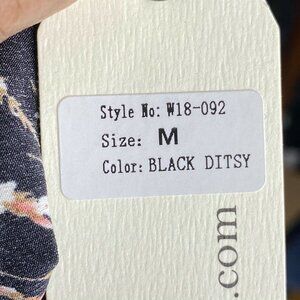 Style No: W18-092
Size: M
Color: BLACK DITSY
.com